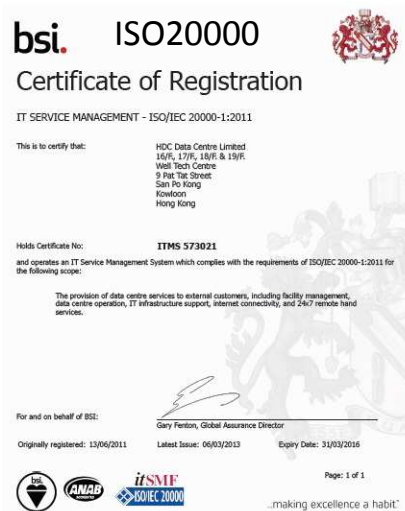 bsi. ISO20000
Certificate of Registration
IT SERVICE MANAGEMENT - ISO/IEC 20000-1:2011
This is to certify that:
HDC Data Centre Limited
16/F, 17/F, 18/F & 19/F
Well Tech Centre
9 Pat Tat Street
San Po Kong
Kowloon
Hong Kong
Holds Certificate No:
ITMS 573021
and operates an IT Service Management System which complies with the requirements of ISO/IEC 20000-1:2011 for
the following scope:
The provision of data centre services to external customers, including facility management,
data centre operation, IT infrastructure support, internet connectivity, and 24x7 remote hand
services.
For and on behalf of BSI:
Gary Fenton, Global Assurance Director
Originally registered: 13/06/2011
Latest Issue: 06/03/2013
Expiry Date: 31/03/2016
Page: 1 of 1
bsi.
ANAB
ACCREDITED
itSMF
ISO/IEC 20000
...making excellence a habit™